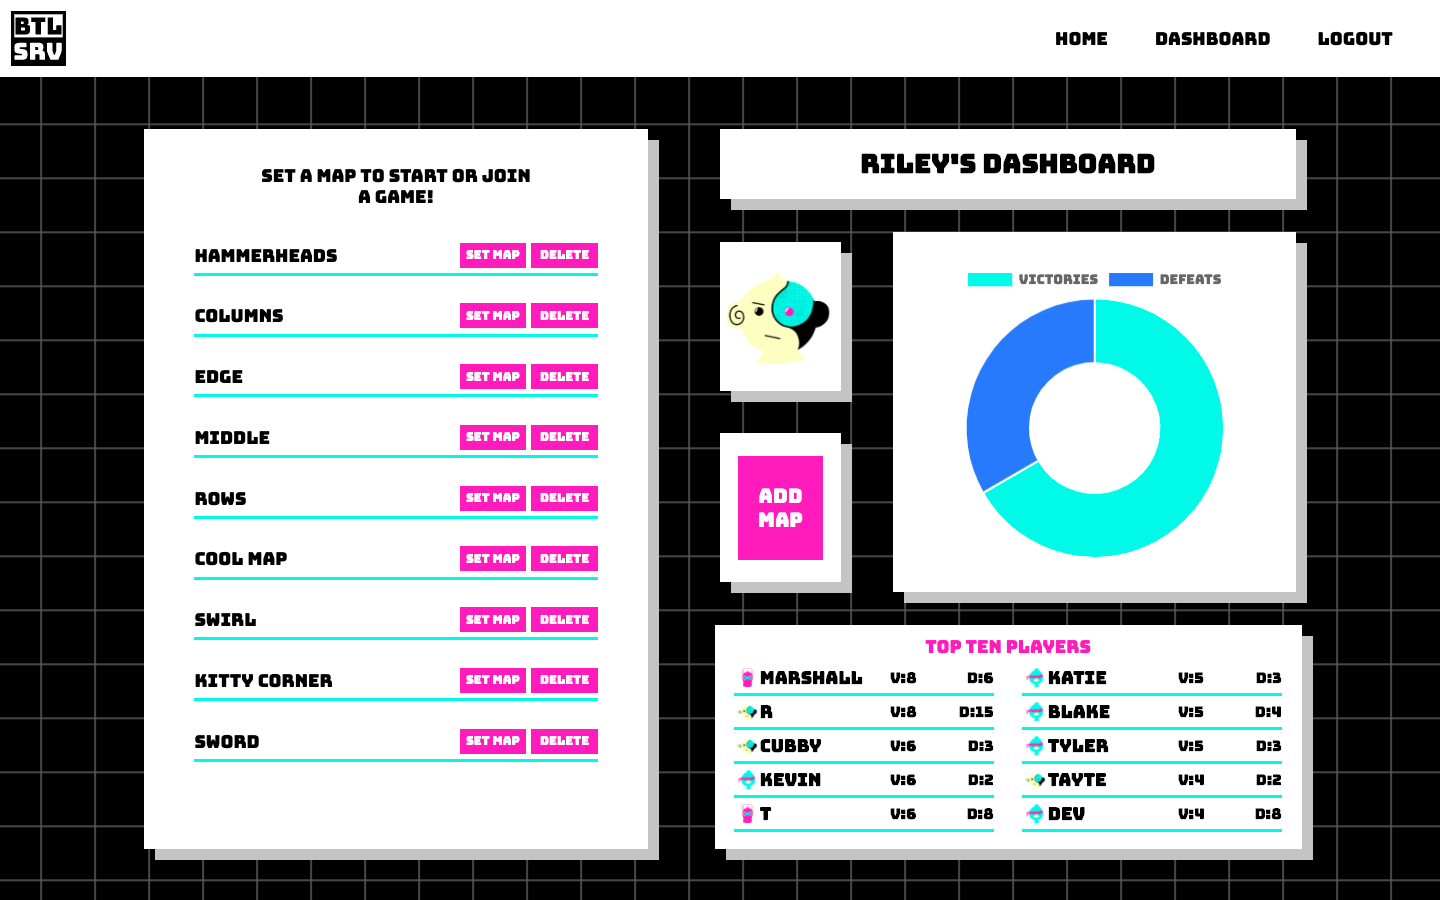 BTL
SRV
HOME DASHBOARD LOGOUT
SET A MAP TO START OR JOIN
A GAME!
HAMMERHEADS SET MAP DELETE
COLUMNS SET MAP DELETE
EDGE SET MAP DELETE
MIDDLE SET MAP DELETE
ROWS SET MAP DELETE
COOL MAP SET MAP DELETE
SWIRL SET MAP DELETE
KITTY CORNER SET MAP DELETE
SWORD SET MAP DELETE
RILEY'S DASHBOARD
ADD
MAP
VICTORIES DEFEATS
TOP TEN PLAYERS
MARSHALL V:8 D:6
R V:8 D:15
CUBBY V:6 D:3
KEVIN V:6 D:2
T V:6 D:8
KATIE V:5 D:3
BLAKE V:5 D:4
TYLER V:5 D:3
TAYTE V:4 D:2
DEV V:4 D:8